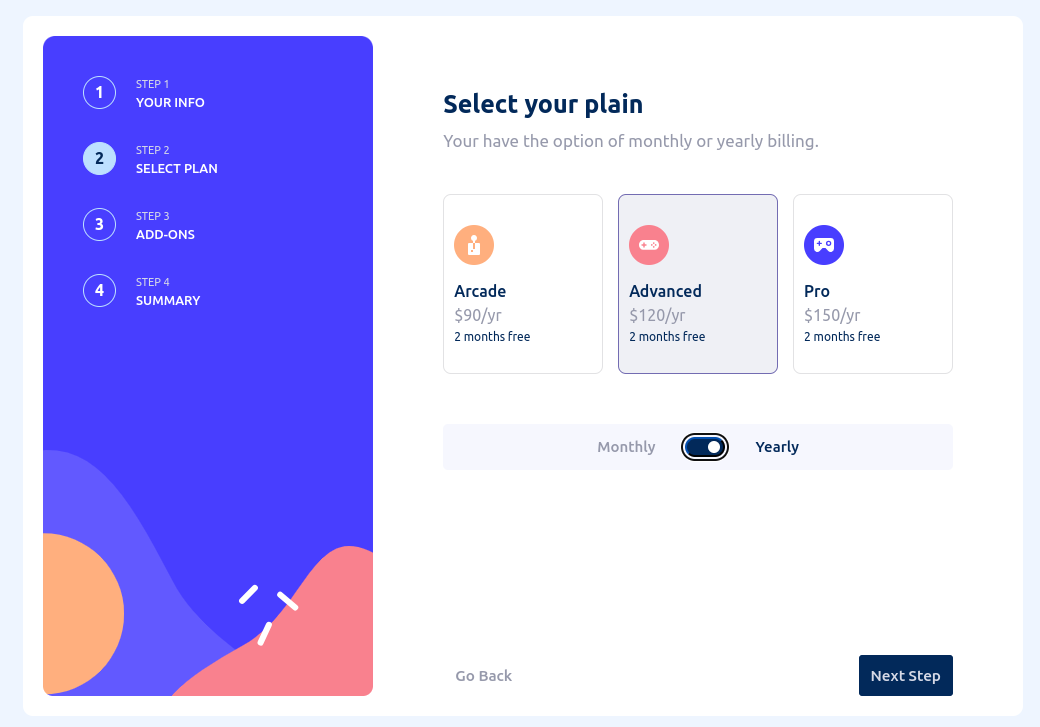 1
STEP 1
YOUR INFO
2
STEP 2
SELECT PLAN
3
STEP 3
ADD-ONS
4
STEP 4
SUMMARY
Select your plain
Your have the option of monthly or yearly billing.
Arcade
$90/yr
2 months free
Advanced
$120/yr
2 months free
Pro
$150/yr
2 months free
Monthly
Yearly
Go Back
Next Step